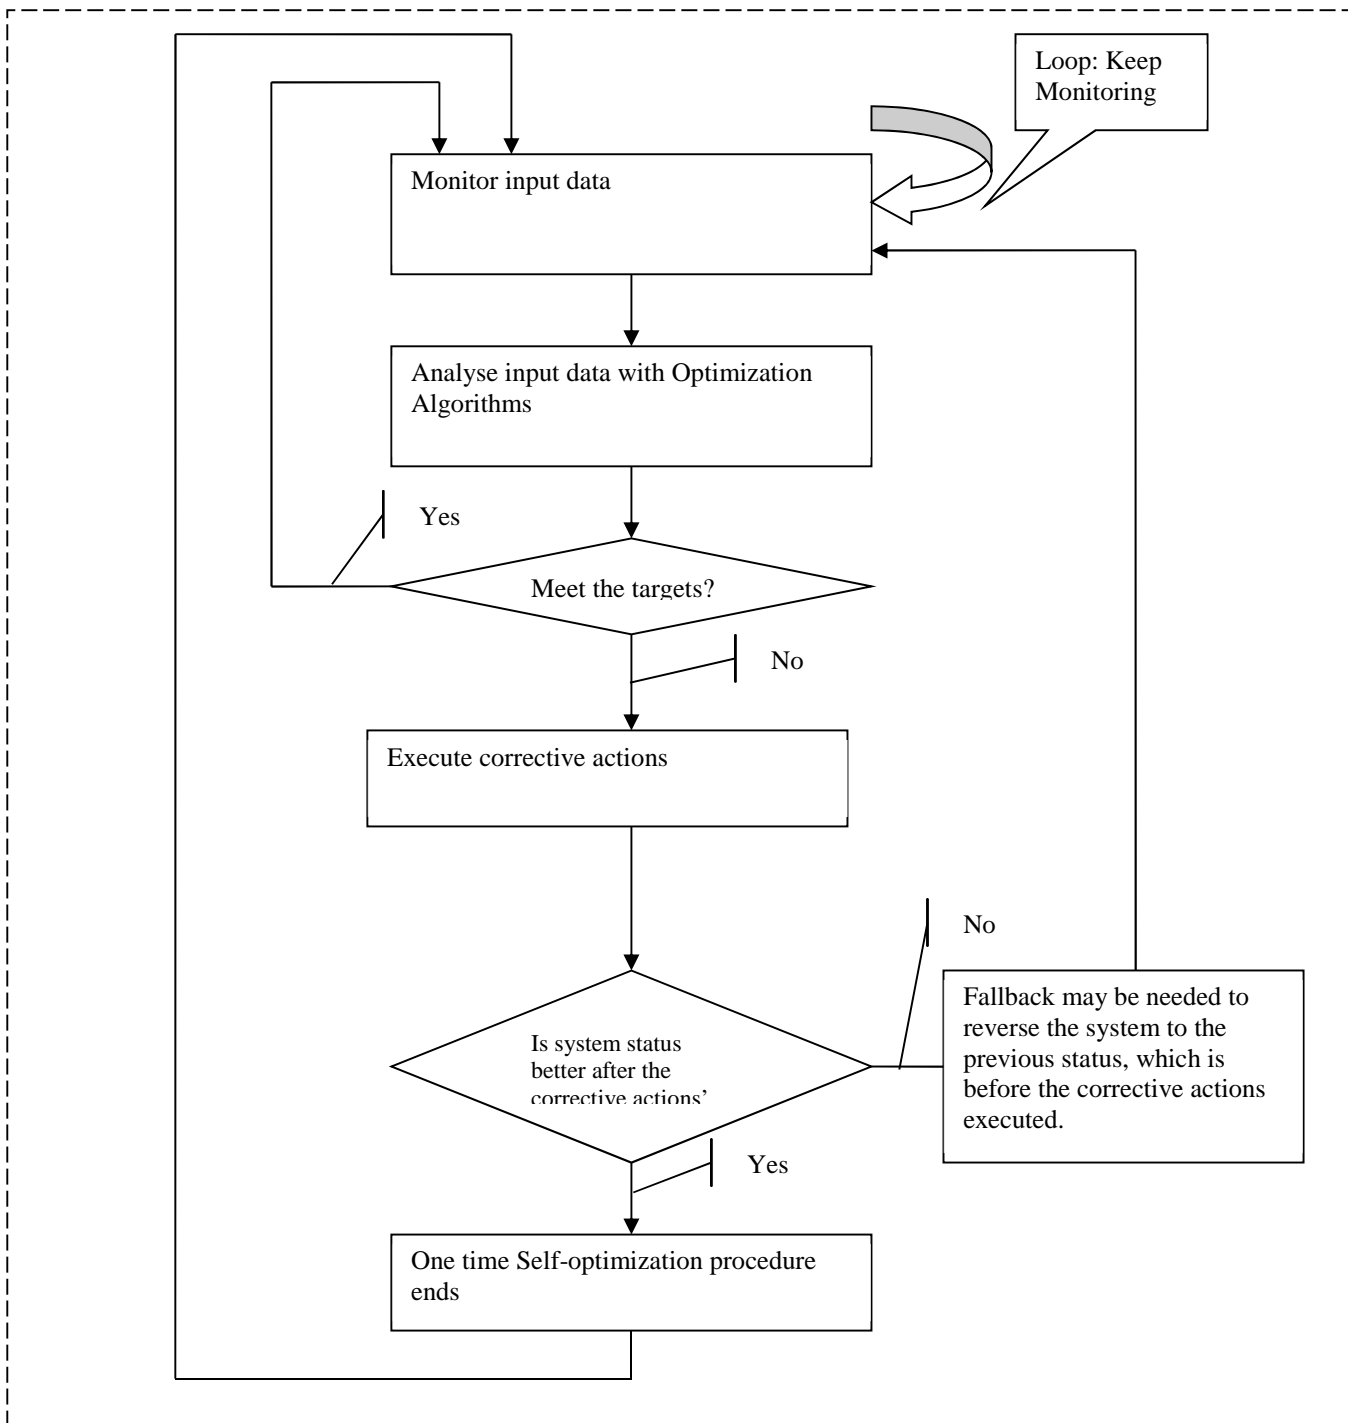 Loop: Keep
Monitoring
Monitor input data
Analyse input data with Optimization
Algorithms
Yes
Meet the targets?
No
Execute corrective actions
No
Fallback may be needed to
reverse the system to the
previous status, which is
before the corrective actions
executed.
Is system status
better after the
corrective actions’
Yes
One time Self-optimization procedure
ends